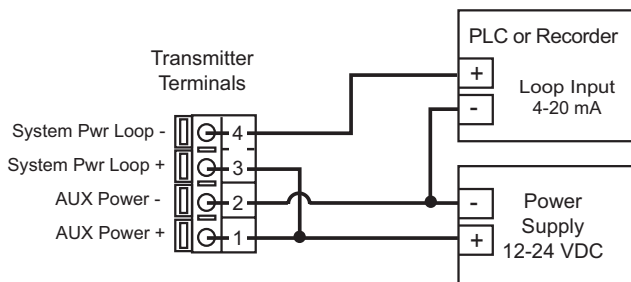 Transmitter
Terminals
System Pwr Loop -
System Pwr Loop +
AUX Power -
AUX Power +
4
3
2
1
PLC or Recorder
+
Loop Input
4-20 mA
-
-
Power
Supply
12-24 VDC
+